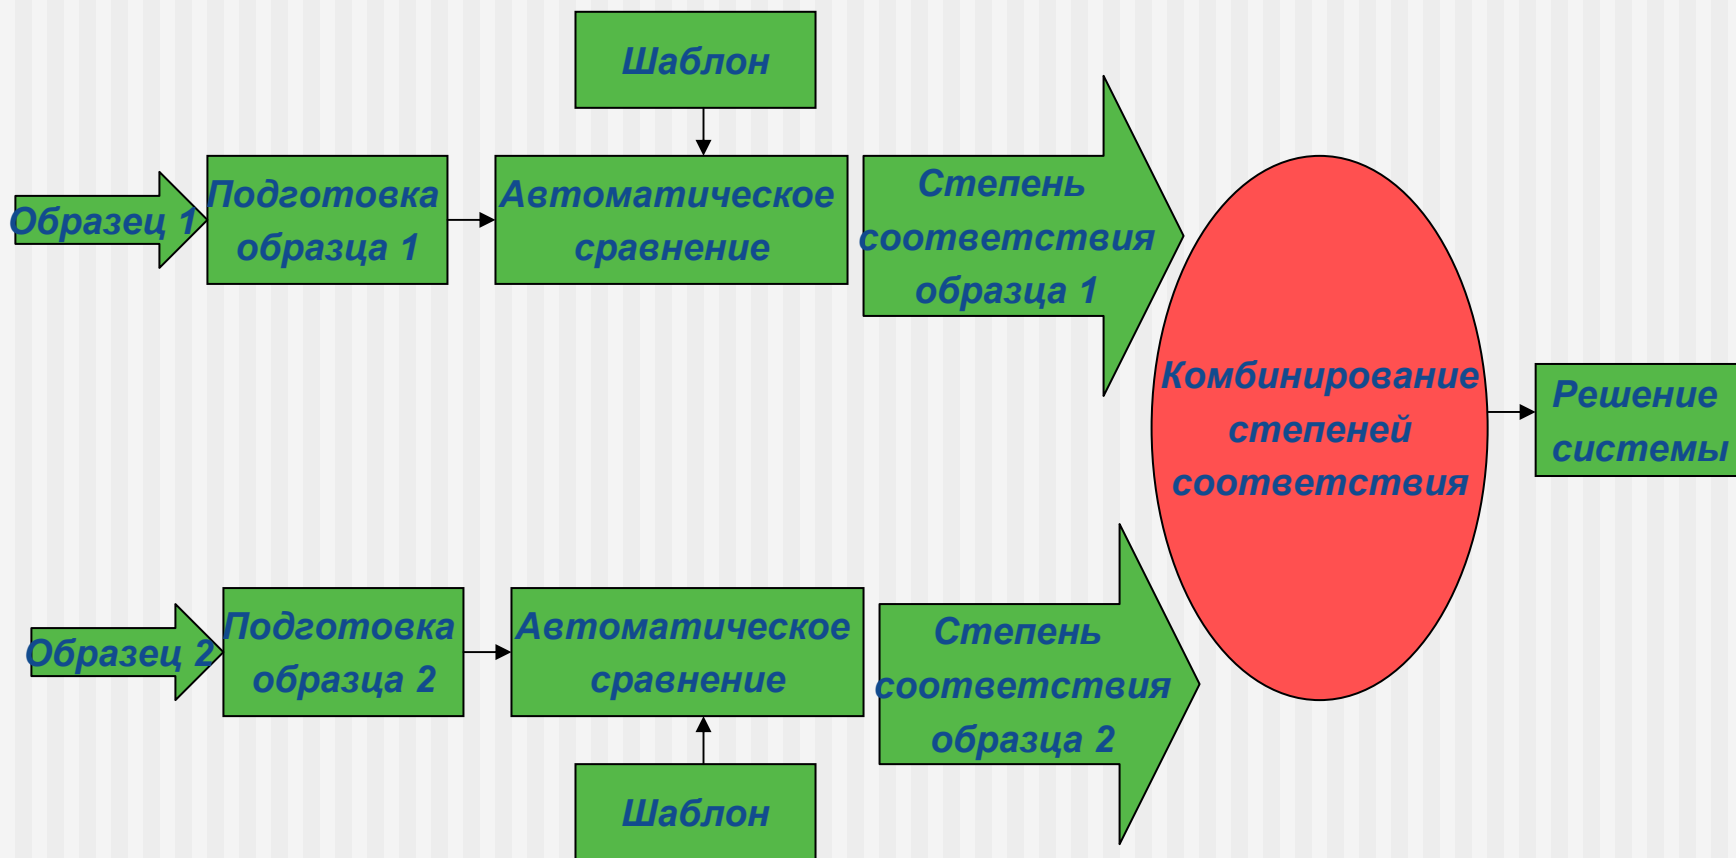 Шаблон
Образец 1
Подготовка
образца 1
Автоматическое
сравнение
Степень
соответствия
образца 1
Комбинирование
степеней
соответствия
Решение
системы
Образец 2
Подготовка
образца 2
Автоматическое
сравнение
Степень
соответствия
образца 2
Шаблон